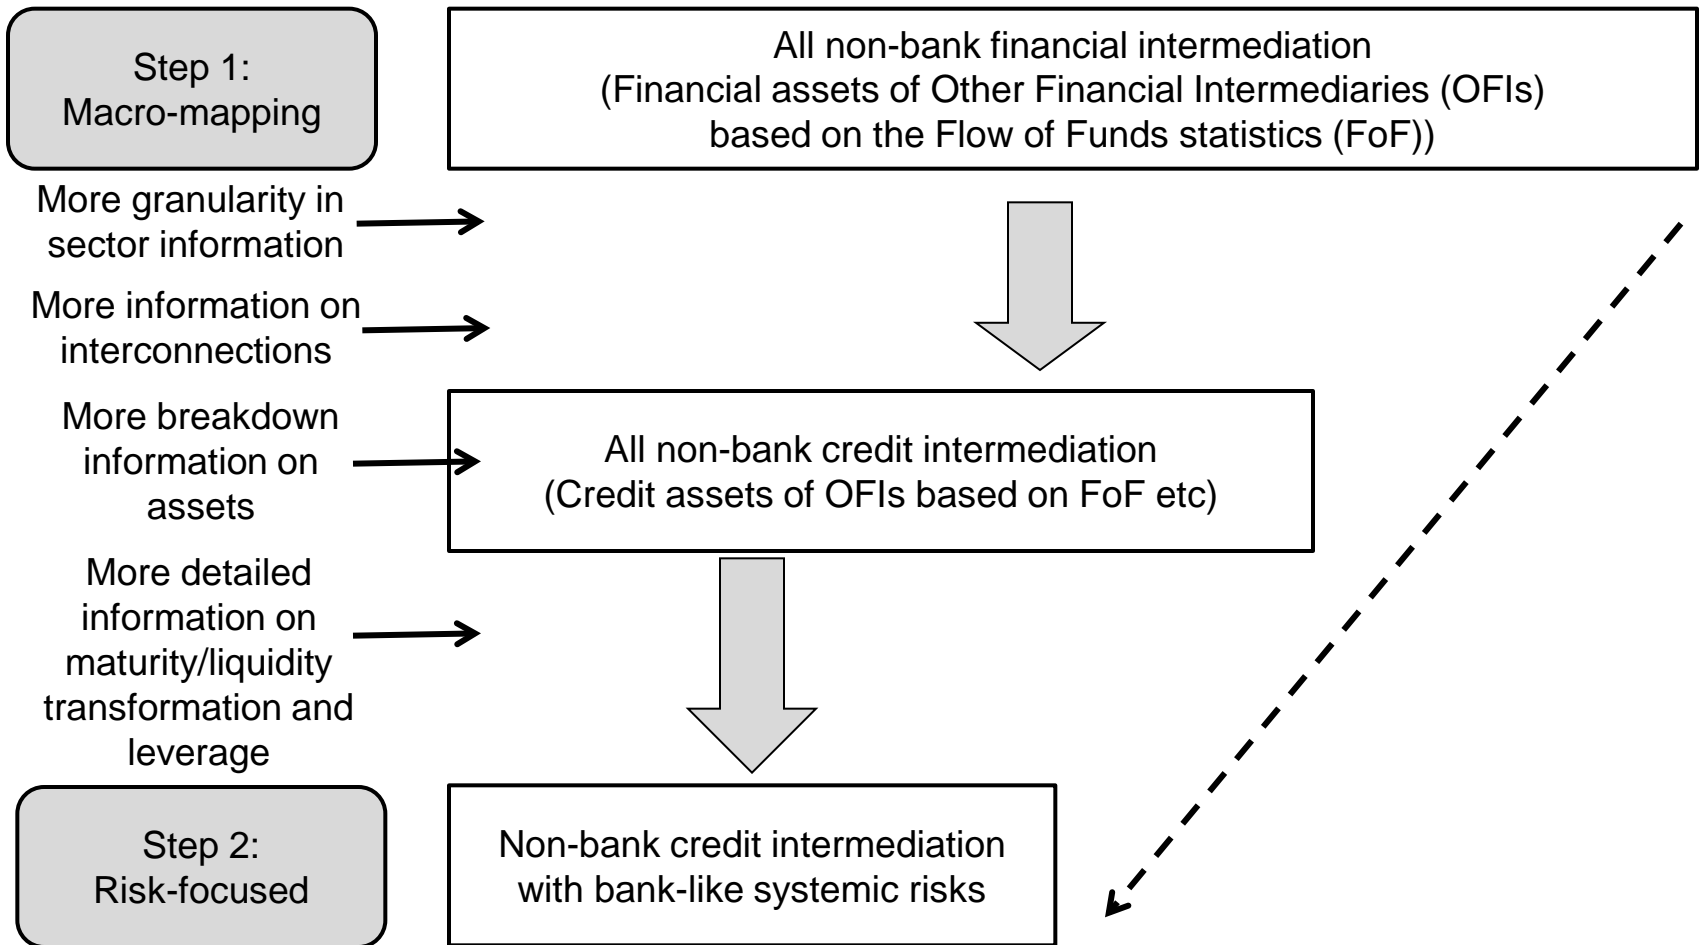 Step 1:
Macro-mapping
All non-bank financial intermediation
(Financial assets of Other Financial Intermediaries (OFIs)
based on the Flow of Funds statistics (FoF))
More granularity in
sector information
More information on
interconnections
More breakdown
information on
assets
All non-bank credit intermediation
(Credit assets of OFIs based on FoF etc)
More detailed
information on
maturity/liquidity
transformation and
leverage
Step 2:
Risk-focused
Non-bank credit intermediation
with bank-like systemic risks